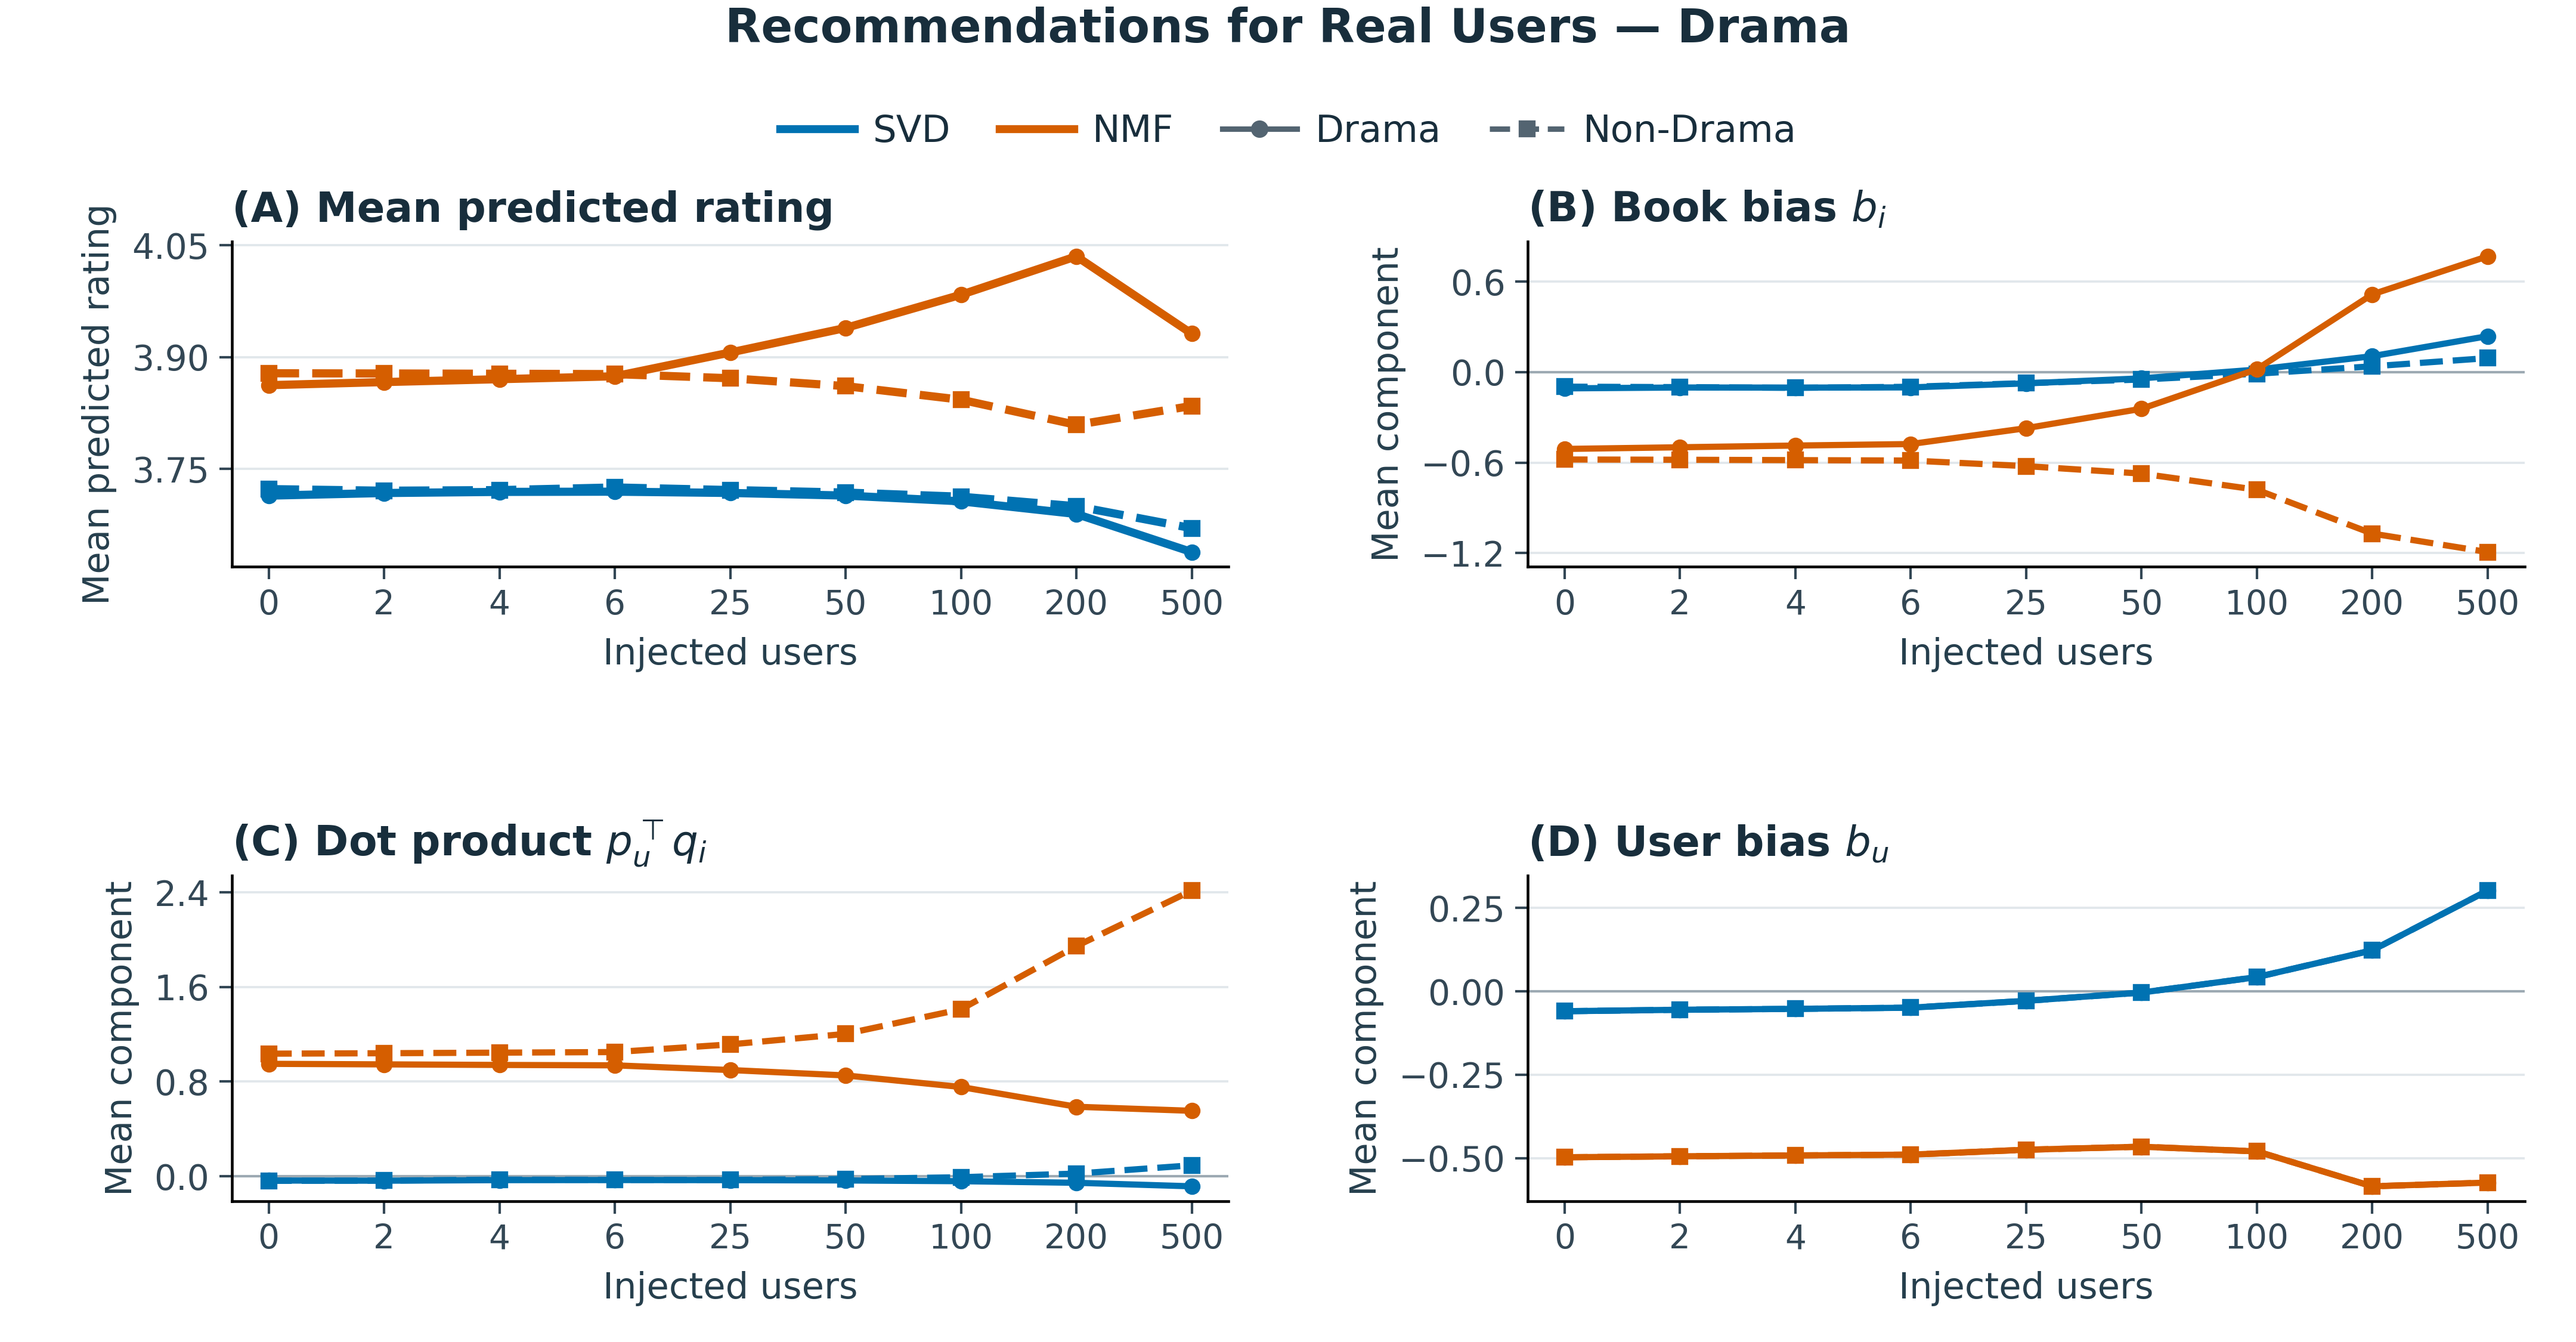 Recommendations for Real Users — Drama
SVD NMF Drama Non-Drama
(A) Mean predicted rating
Mean predicted rating
4.05
3.90
3.75
0 2 4 6 25 50 100 200 500
Injected users
(B) Book bias b_i
Mean component
0.6
0.0
−0.6
−1.2
0 2 4 6 25 50 100 200 500
Injected users
(C) Dot product p_u^⊤ q_i
Mean component
2.4
1.6
0.8
0.0
0 2 4 6 25 50 100 200 500
Injected users
(D) User bias b_u
Mean component
0.25
0.00
−0.25
−0.50
0 2 4 6 25 50 100 200 500
Injected users